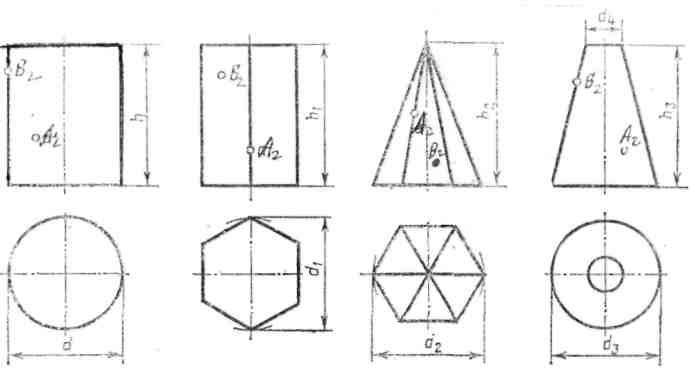 d₄
B₂
A₂
h
B₂
A₂
h₁
A₂
B₂
h₂
B₂
A₂
h₃
d
d₁
d₂
d₃